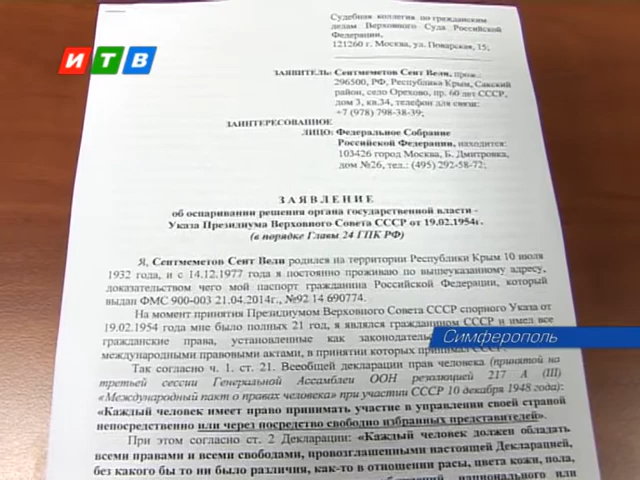 Судебная коллегия по гражданским
делам Верховного Суда Российской
Федерации,
121260 г. Москва, ул. Поварская, 15;
ИТВ
ЗАЯВИТЕЛЬ: Сентмеметов Сент Вели, прож.:
296500, РФ, Республика Крым, Сакский
район, село Орехово, пр. 60 лет СССР,
дом 3, кв.34, телефон для связи:
+7 (978) 798-38-39;
ЗАИНТЕРЕСОВАННОЕ
ЛИЦО: Федеральное Собрание
Российской Федерации, находится:
103426 город Москва, Б. Дмитровка,
дом №26, тел.: (495) 292-58-72;
ЗАЯВЛЕНИЕ
об оспаривании решения органа государственной власти -
Указа Президиума Верховного Совета СССР от 19.02.1954г.
(в порядке Главы 24 ГПК РФ)
Я, Сентмеметов Сент Вели родился на территории Республики Крым 10 июля
1932 года, и с 14.12.1977 года я постоянно проживаю по вышеуказанному адресу,
доказательством чего мой паспорт гражданина Российской Федерации, который
выдан ФМС 900-003 21.04.2014г., №92 14 690774.
На момент принятия Президиумом Верховного Совета СССР спорного Указа от
19.02.1954 года мне было полных 21 год, я являлся гражданином СССР и имел все
гражданские права, установленные как
международными правовыми актами, в принятии которых принимал СССР.
Симферополь
Так согласно ч. 1. ст. 21. Всеобщей декларации прав человека (принятой на
третьей сессии Генеральной Ассамблеи ООН резолюцией 217 А (III)
«Международный пакт о правах человека» при участии СССР 10 декабря 1948 года):
«Каждый человек имеет право принимать участие в управлении своей страной
непосредственно или через посредство свободно избранных представителей».
При этом согласно ст. 2 Декларации: «Каждый человек должен обладать
всеми правами и всеми свободами, провозглашенными настоящей Декларацией,
без какого бы то ни было различия, как-то в отношении расы, цвета кожи, пола,
национального или